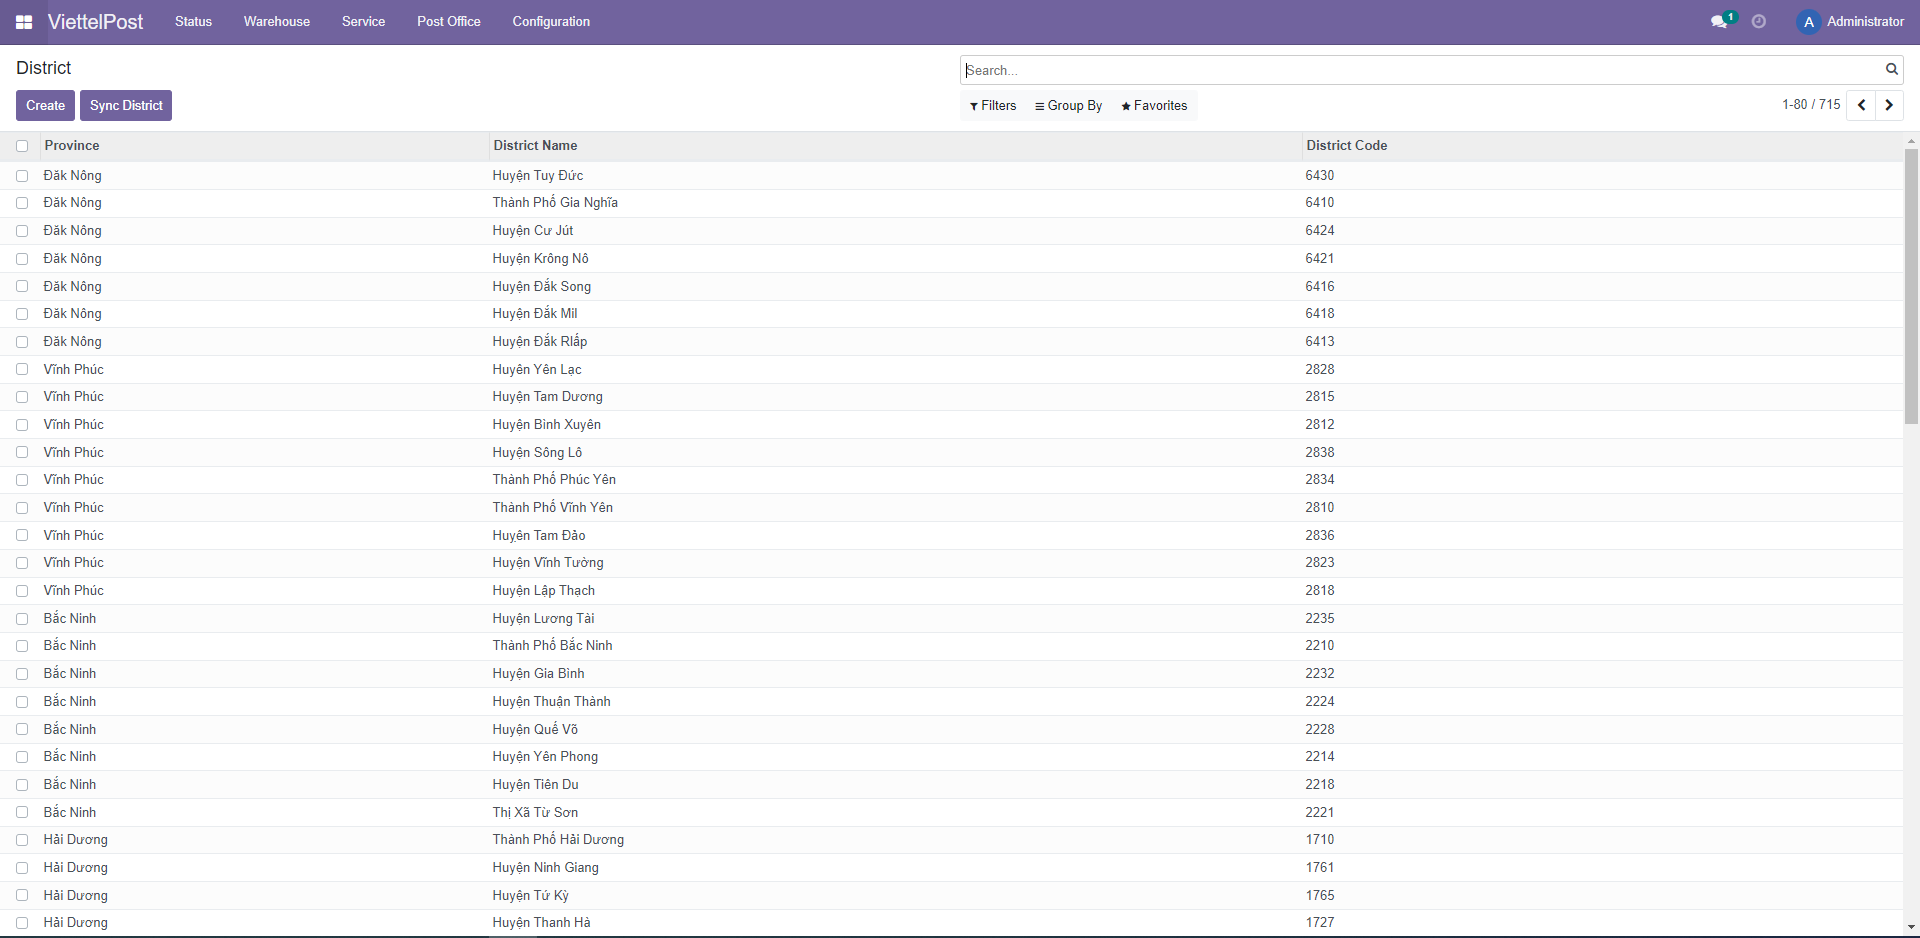 ViettelPost Status Warehouse Service Post Office Configuration 1 A Administrator
District
Search...
Create Sync District Filters Group By Favorites 1-80 / 715
Province District Name District Code
Đăk Nông Huyện Tuy Đức 6430
Đăk Nông Thành Phố Gia Nghĩa 6410
Đăk Nông Huyện Cư Jút 6424
Đăk Nông Huyện Krông Nô 6421
Đăk Nông Huyện Đắk Song 6416
Đăk Nông Huyện Đắk Mil 6418
Đăk Nông Huyện Đắk Rlấp 6413
Vĩnh Phúc Huyên Yên Lạc 2828
Vĩnh Phúc Huyện Tam Dương 2815
Vĩnh Phúc Huyện Bình Xuyên 2812
Vĩnh Phúc Huyện Sông Lô 2838
Vĩnh Phúc Thành Phố Phúc Yên 2834
Vĩnh Phúc Thành Phố Vĩnh Yên 2810
Vĩnh Phúc Huyện Tam Đảo 2836
Vĩnh Phúc Huyện Vĩnh Tường 2823
Vĩnh Phúc Huyện Lập Thạch 2818
Bắc Ninh Huyện Lương Tài 2235
Bắc Ninh Thành Phố Bắc Ninh 2210
Bắc Ninh Huyện Gia Bình 2232
Bắc Ninh Huyện Thuận Thành 2224
Bắc Ninh Huyện Quế Võ 2228
Bắc Ninh Huyện Yên Phong 2214
Bắc Ninh Huyện Tiên Du 2218
Bắc Ninh Thị Xã Từ Sơn 2221
Hải Dương Thành Phố Hải Dương 1710
Hải Dương Huyện Ninh Giang 1761
Hải Dương Huyện Tứ Kỳ 1765
Hải Dương Huyện Thanh Hà 1727